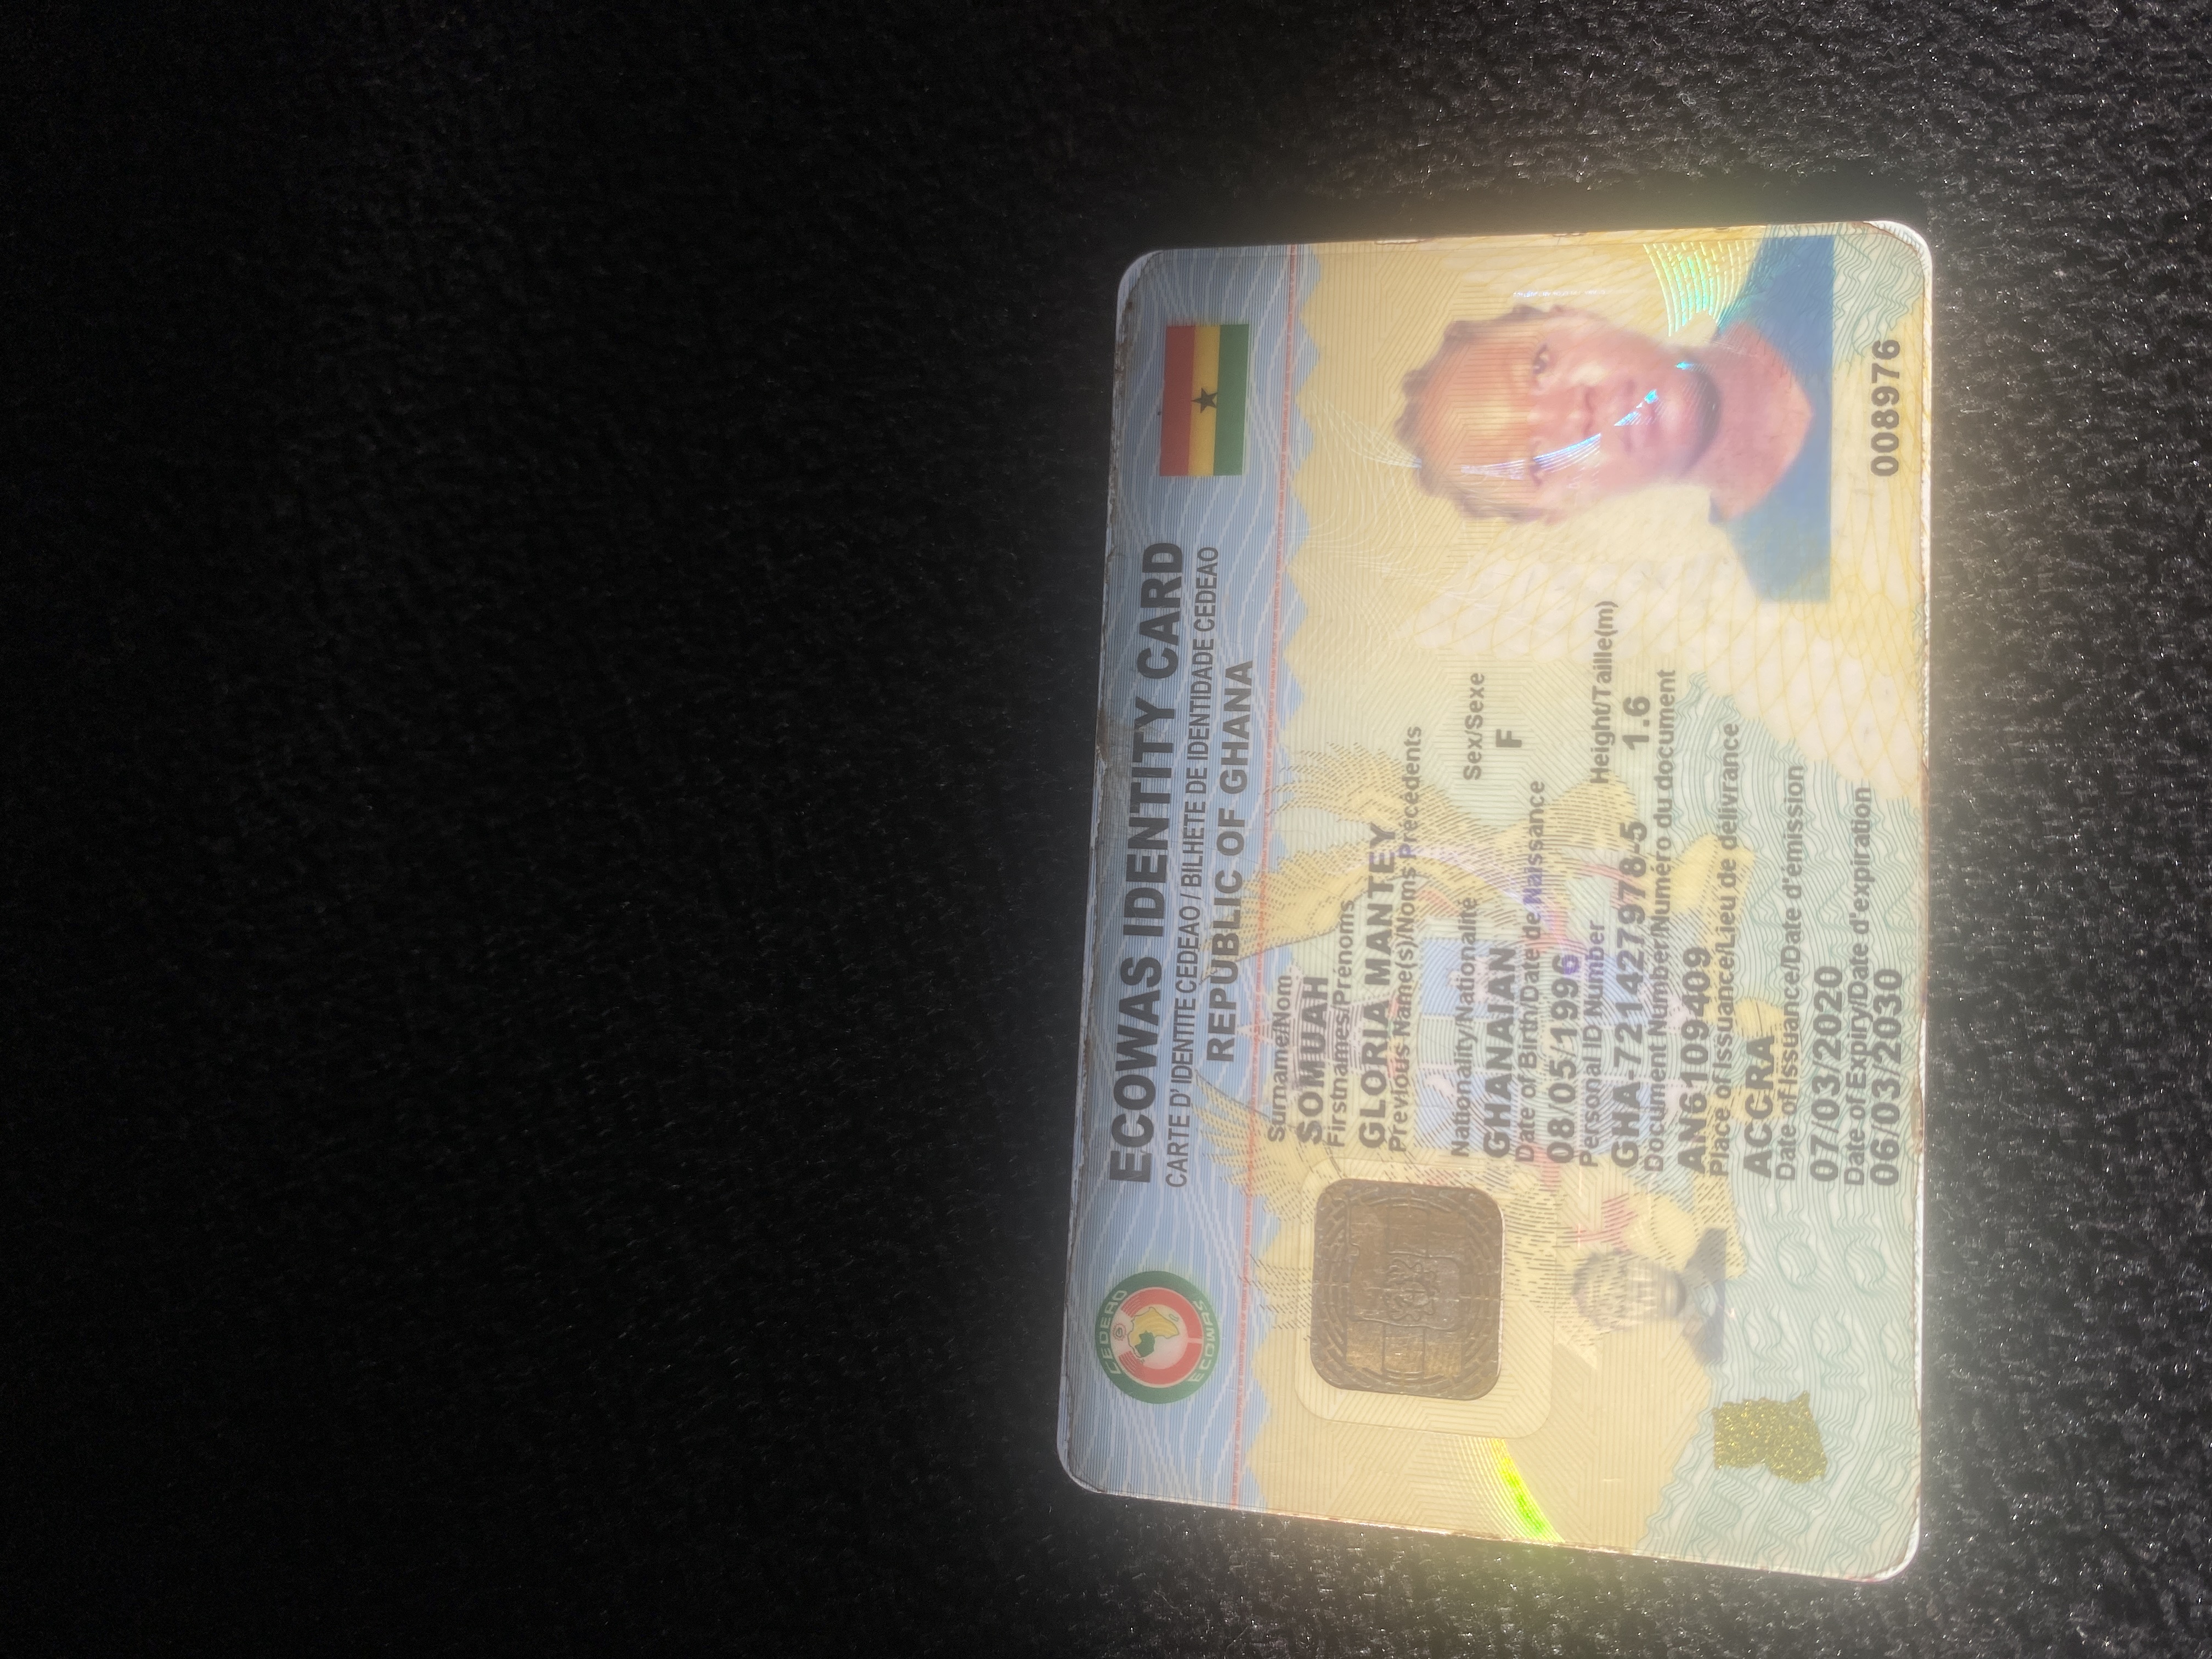 CEDEAO
ECOWAS
ECOWAS IDENTITY CARD
CARTE D' IDENTITE CEDEAO / BILHETE DE IDENTIDADE CEDEAO
REPUBLIC OF GHANA
Surname/Nom
SOMUAH
Firstnames/Prénoms
GLORIA MANTEY
Previous Name(s)/Noms Précédents
Nationality/Nationalité
GHANAIAN
Sex/Sexe
F
Date of Birth/Date de Naissance
08/05/1996
Personal ID Number
GHA-721427978-5
Height/Taille(m)
1.6
Document Number/Numéro du document
AN6109409
Place of Issuance/Lieu de délivrance
ACCRA
Date of Issuance/Date d'émission
07/03/2020
Date of Expiry/Date d'expiration
06/03/2030
008976